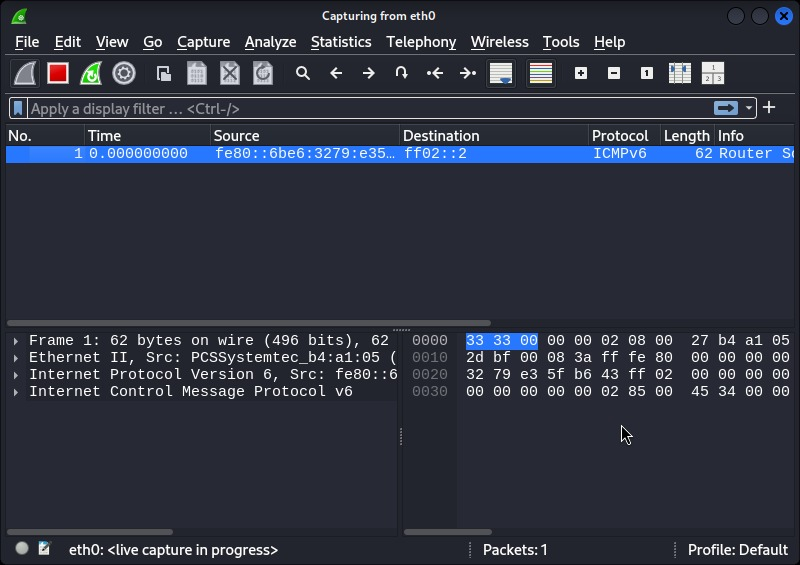 Capturing from eth0
File Edit View Go Capture Analyze Statistics Telephony Wireless Tools Help
Apply a display filter … <Ctrl-/>
No. Time Source Destination Protocol Length Info
1 0.000000000 fe80::6be6:3279:e35… ff02::2 ICMPv6 62 Router So
Frame 1: 62 bytes on wire (496 bits), 62
Ethernet II, Src: PCSSystemtec_b4:a1:05 (
Internet Protocol Version 6, Src: fe80::6
Internet Control Message Protocol v6
0000 33 33 00 00 00 02 08 00 27 b4 a1 05
0010 2d bf 00 08 3a ff fe 80 00 00 00 00
0020 32 79 e3 5f b6 43 ff 02 00 00 00 00
0030 00 00 00 00 00 02 85 00 45 34 00 00
eth0: <live capture in progress>
Packets: 1
Profile: Default